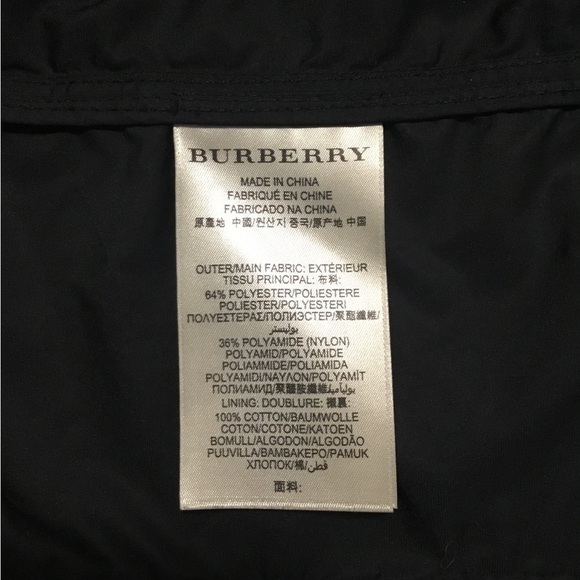 BURBERRY
MADE IN CHINA
FABRIQUÉ EN CHINE
FABRICADO NA CHINA
原產地 中國/원산지 중국/原产地 中国
OUTER/MAIN FABRIC: EXTÉRIEUR
TISSU PRINCIPAL: 布料:
64% POLYESTER/POLIESTERE
POLIESTER/POLYESTERI
ΠΟΛΥΕΣΤΕΡΑΣ/ПОЛИЭСТЕР/聚酯纖維/
بوليستر
36% POLYAMIDE (NYLON)
POLYAMID/POLYAMIDE
POLIAMMIDE/POLIAMIDA
POLYAMIDI/ΝΑΥΛΟΝ/POLYAMİT
ПОЛИАМИД/聚醯胺纖維/بولياميد
LINING: DOUBLURE: 襯裏:
100% COTTON/BAUMWOLLE
COTON/COTONE/KATOEN
BOMULL/ALGODON/ALGODÃO
PUUVILLA/ΒΑΜΒΑΚΕΡΟ/PAMUK
ХЛОПОК/棉/قطن/
面料: